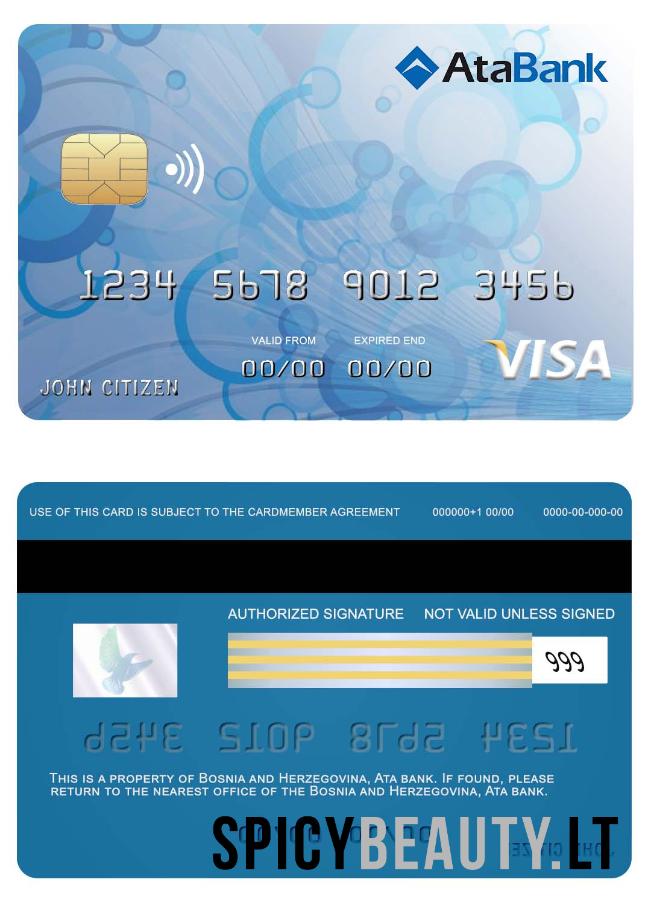 AtaBank
1234 5678 9012 3456
VALID FROM EXPIRED END
00/00 00/00
VISA
JOHN CITIZEN
USE OF THIS CARD IS SUBJECT TO THE CARDMEMBER AGREEMENT 000000+1 00/00 0000-00-000-00
AUTHORIZED SIGNATURE NOT VALID UNLESS SIGNED
999
THIS IS A PROPERTY OF BOSNIA AND HERZEGOVINA, ATA BANK. IF FOUND, PLEASE
RETURN TO THE NEAREST OFFICE OF THE BOSNIA AND HERZEGOVINA, ATA BANK.
SPICYBEAUTY.LT